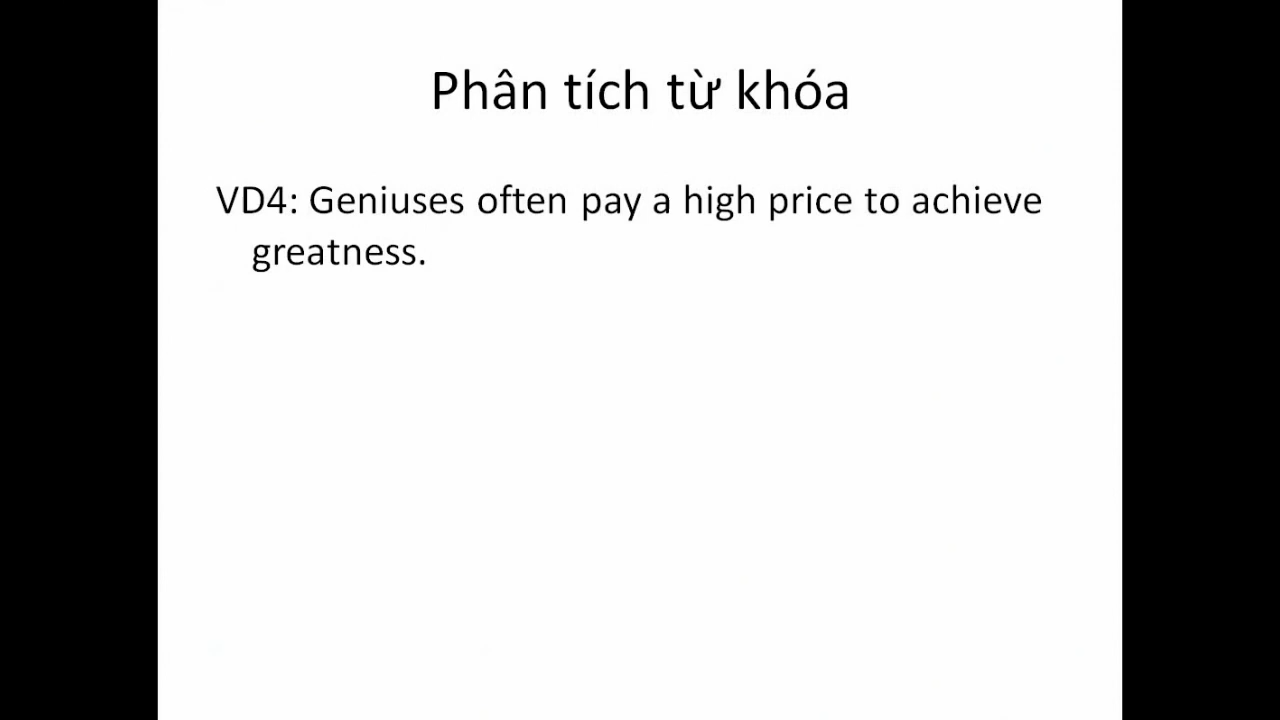 Phân tích từ khóa
VD4: Geniuses often pay a high price to achieve
greatness.